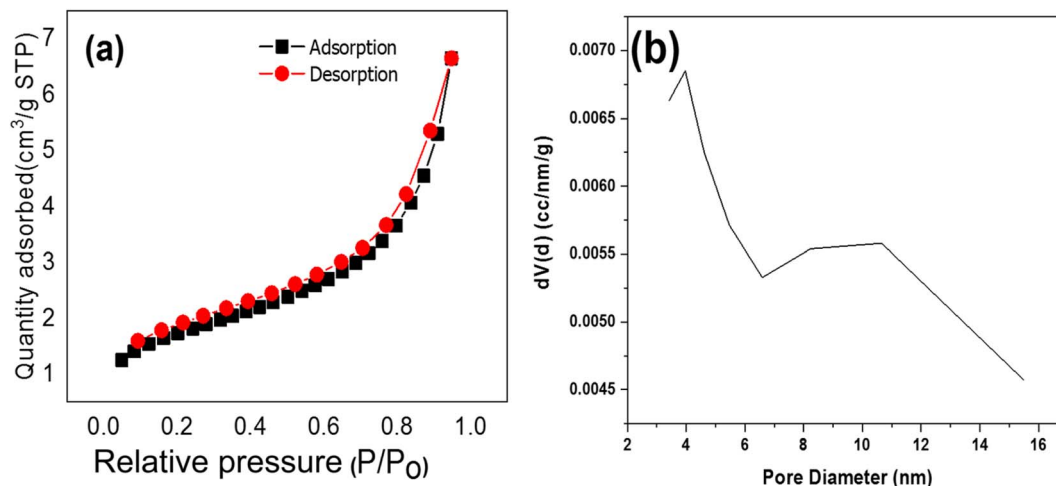 (a)
Adsorption
Desorption
Quantity adsorbed(cm³/g STP)
7
6
5
4
3
2
1
0.0 0.2 0.4 0.6 0.8 1.0
Relative pressure (P/P₀)
(b)
dV(d) (cc/nm/g)
0.0070
0.0065
0.0060
0.0055
0.0050
0.0045
2 4 6 8 10 12 14 16
Pore Diameter (nm)